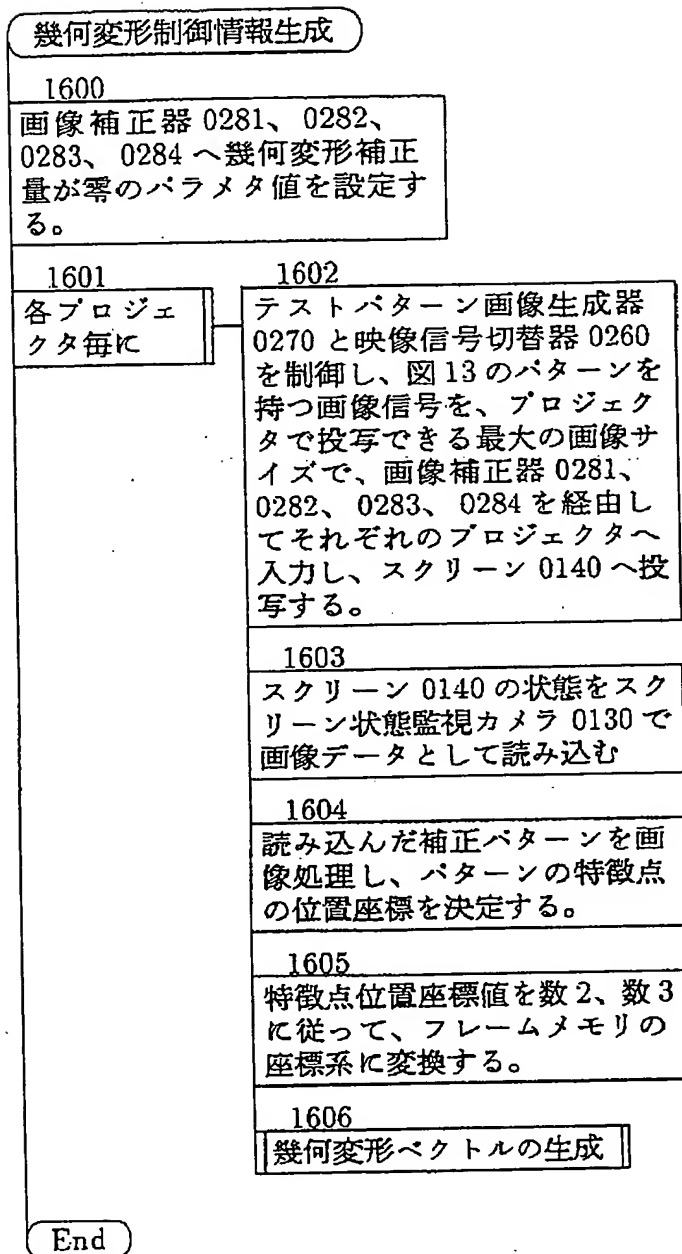 幾何変形制御情報生成
1600
画像補正器 0281、0282、
0283、0284 へ幾何変形補正
量が零のパラメタ値を設定す
る。
1601
各プロジェ
クタ毎に
1602
テストパターン画像生成器
0270 と映像信号切替器 0260
を制御し、図 13 のパターンを
持つ画像信号を、プロジェク
タで投写できる最大の画像サ
イズで、画像補正器 0281、
0282、0283、0284 を経由し
てそれぞれのプロジェクタへ
入力し、スクリーン 0140 へ投
写する。
1603
スクリーン 0140 の状態をスク
リーン状態監視カメラ 0130 で
画像データとして読み込む
1604
読み込んだ補正パターンを画
像処理し、パターンの特徴点
の位置座標を決定する。
1605
特徴点位置座標値を数 2、数 3
に従って、フレームメモリの
座標系に変換する。
1606
幾何変形ベクトルの生成
End